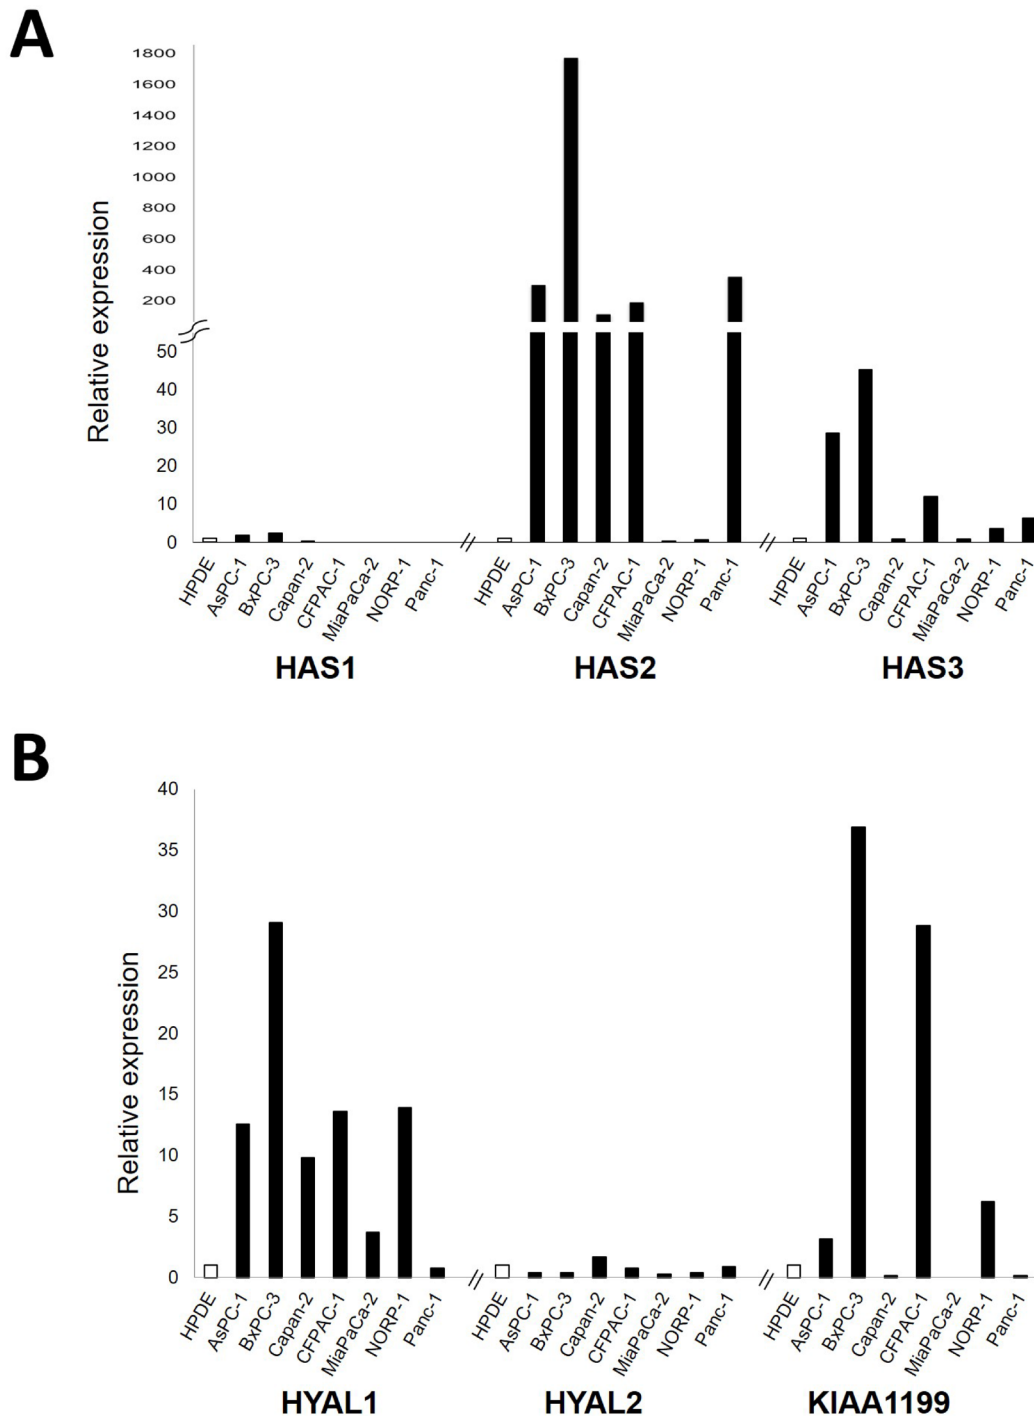 A
Relative expression
1800
1600
1400
1200
1000
800
600
400
200
50
40
30
20
10
0
HPDE
AsPC-1
BxPC-3
Capan-2
CFPAC-1
MiaPaCa-2
NORP-1
Panc-1
HPDE
AsPC-1
BxPC-3
Capan-2
CFPAC-1
MiaPaCa-2
NORP-1
Panc-1
HPDE
AsPC-1
BxPC-3
Capan-2
CFPAC-1
MiaPaCa-2
NORP-1
Panc-1
HAS1
HAS2
HAS3
B
Relative expression
40
35
30
25
20
15
10
5
0
HPDE
AsPC-1
BxPC-3
Capan-2
CFPAC-1
MiaPaCa-2
NORP-1
Panc-1
HPDE
AsPC-1
BxPC-3
Capan-2
CFPAC-1
MiaPaCa-2
NORP-1
Panc-1
HPDE
AsPC-1
BxPC-3
Capan-2
CFPAC-1
MiaPaCa-2
NORP-1
Panc-1
HYAL1
HYAL2
KIAA1199